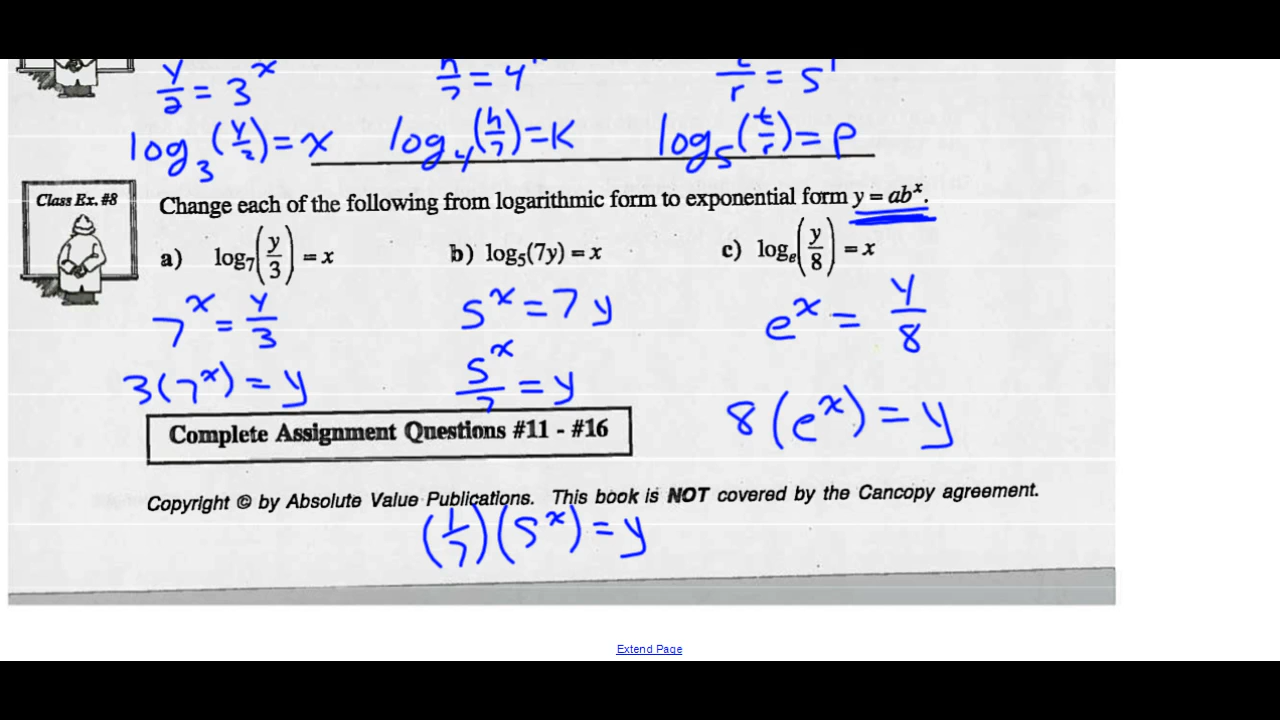 y/2 = 3^x
h/7 = 4
t/r = 5^p
log_3(y/2) = x log_4(h/7) = K log_5(t/r) = P
Class Ex. #8
Change each of the following from logarithmic form to exponential form y = ab^x.
a) log_7(y/3) = x b) log_5(7y) = x c) log_e(y/8) = x
7^x = y/3 5^x = 7y e^x = y/8
3(7^x) = y 5^x/7 = y 8(e^x) = y
Complete Assignment Questions #11 - #16
Copyright © by Absolute Value Publications. This book is NOT covered by the Cancopy agreement.
(1/7)(5^x) = y
Extend Page